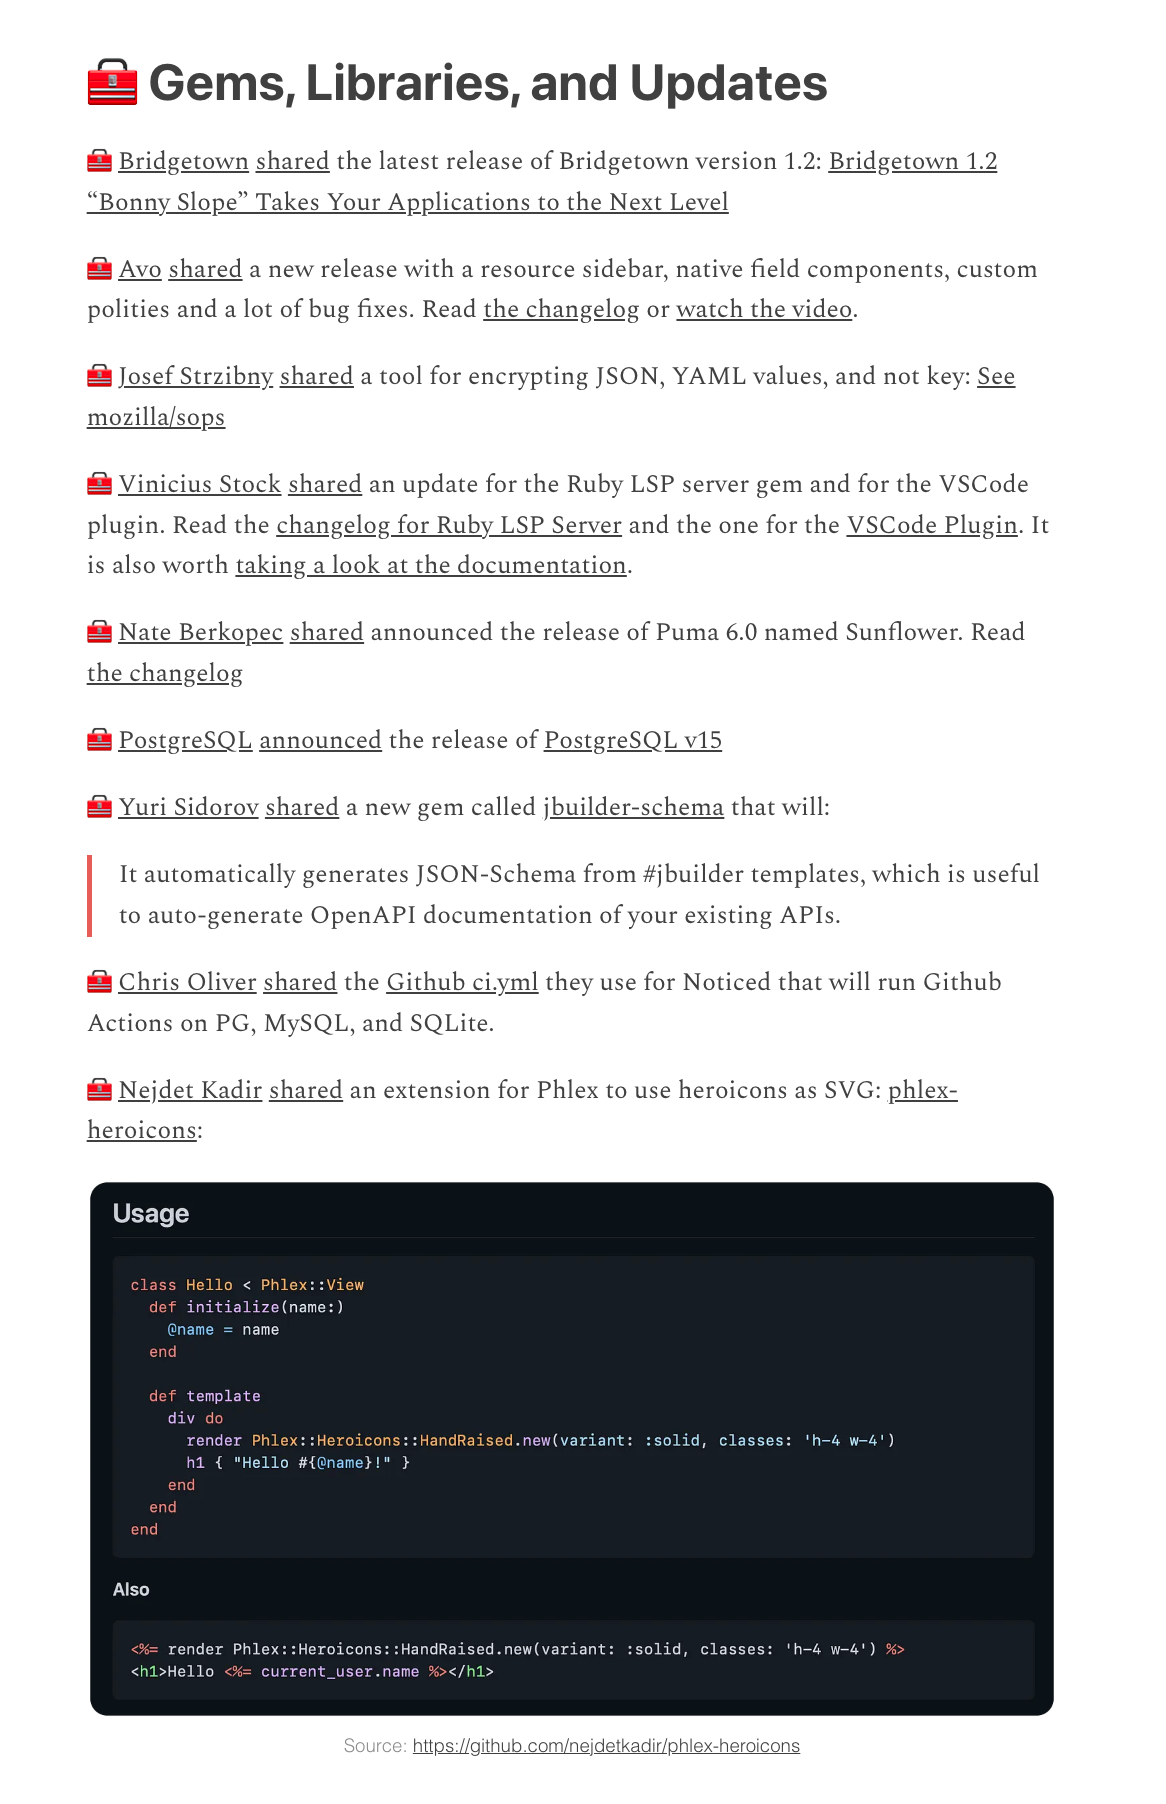 🧰 Gems, Libraries, and Updates
🧰 Bridgetown shared the latest release of Bridgetown version 1.2: Bridgetown 1.2
“Bonny Slope” Takes Your Applications to the Next Level
🧰 Avo shared a new release with a resource sidebar, native field components, custom
polities and a lot of bug fixes. Read the changelog or watch the video.
🧰 Josef Strzibny shared a tool for encrypting JSON, YAML values, and not key: See
mozilla/sops
🧰 Vinicius Stock shared an update for the Ruby LSP server gem and for the VSCode
plugin. Read the changelog for Ruby LSP Server and the one for the VSCode Plugin. It
is also worth taking a look at the documentation.
🧰 Nate Berkopec shared announced the release of Puma 6.0 named Sunflower. Read
the changelog
🧰 PostgreSQL announced the release of PostgreSQL v15
🧰 Yuri Sidorov shared a new gem called jbuilder-schema that will:
It automatically generates JSON-Schema from #jbuilder templates, which is useful
to auto-generate OpenAPI documentation of your existing APIs.
🧰 Chris Oliver shared the Github ci.yml they use for Noticed that will run Github
Actions on PG, MySQL, and SQLite.
🧰 Nejdet Kadir shared an extension for Phlex to use heroicons as SVG: phlex-
heroicons:
Usage
class Hello < Phlex::View
  def initialize(name:)
    @name = name
  end
  def template
    div do
      render Phlex::Heroicons::HandRaised.new(variant: :solid, classes: 'h-4 w-4')
      h1 { "Hello #{@name}!" }
    end
  end
end
Also
<%= render Phlex::Heroicons::HandRaised.new(variant: :solid, classes: 'h-4 w-4') %>
<h1>Hello <%= current_user.name %></h1>
Source: https://github.com/nejdetkadir/phlex-heroicons